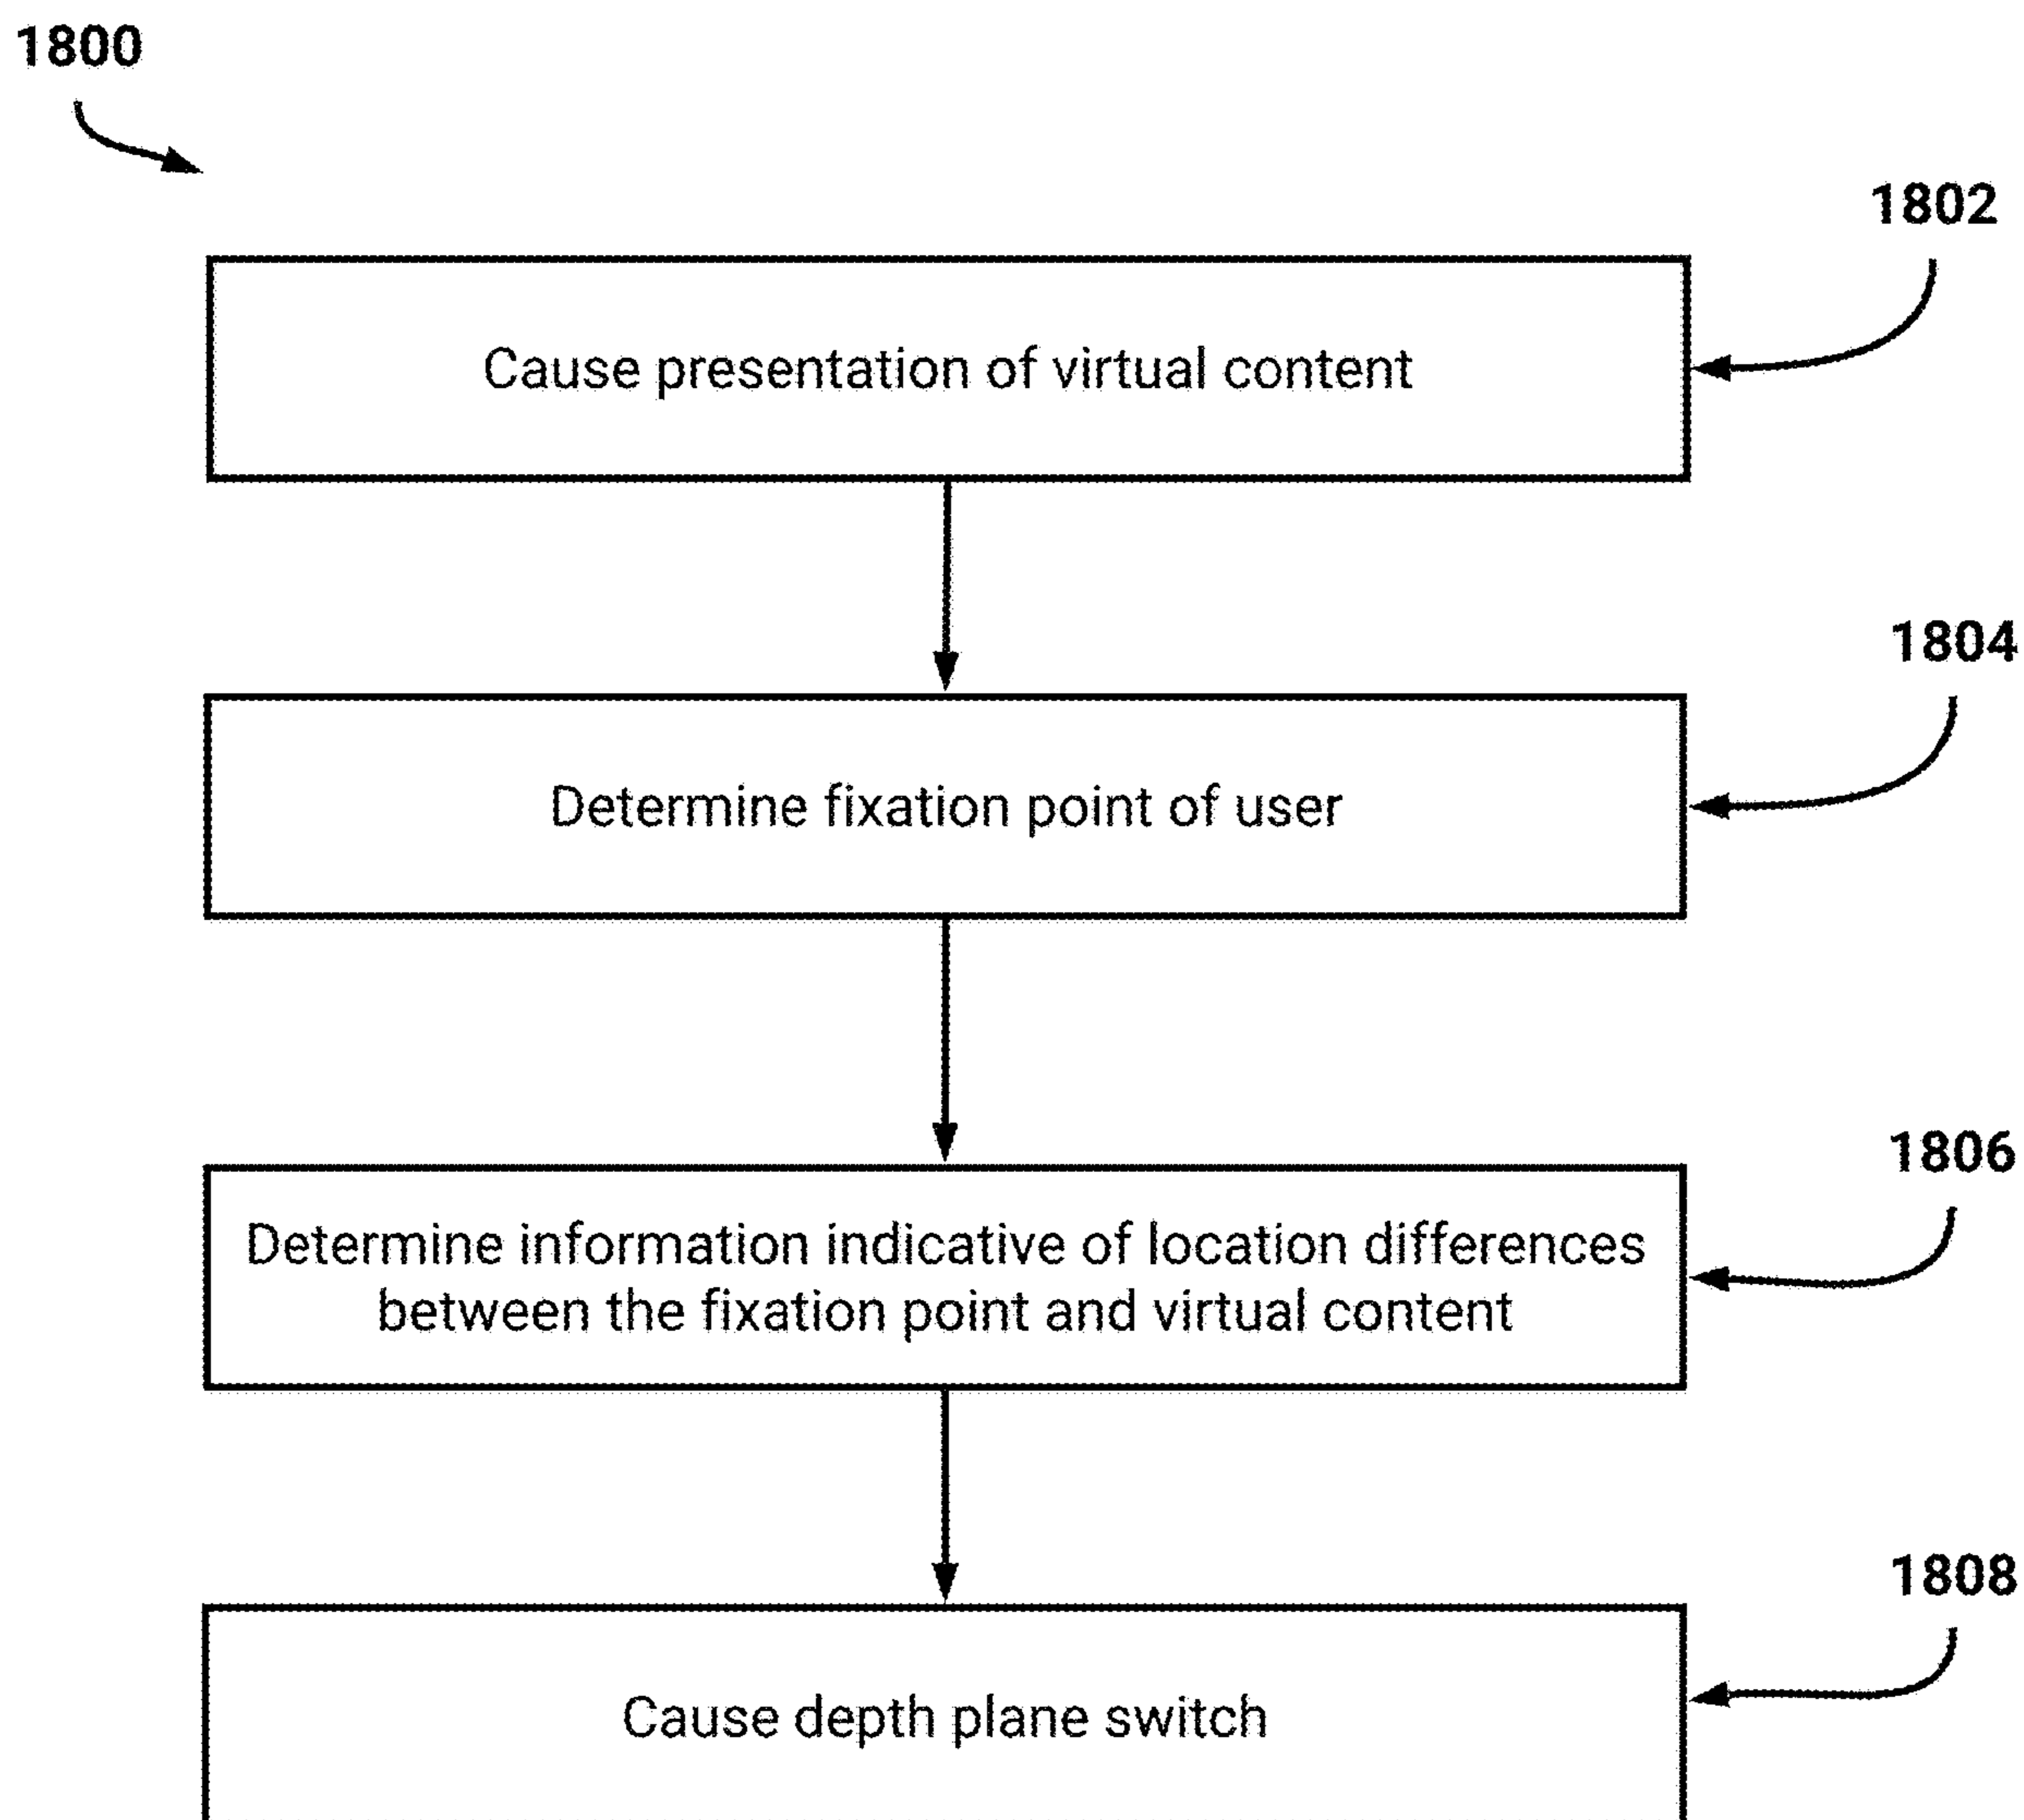 1800
1802
Cause presentation of virtual content
1804
Determine fixation point of user
1806
Determine information indicative of location differences
between the fixation point and virtual content
1808
Cause depth plane switch